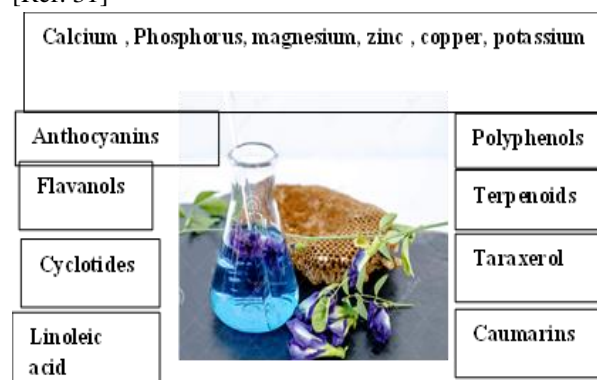 [Ref. 31]
Calcium , Phosphorus, magnesium, zinc , copper, potassium
Anthocyanins
Polyphenols
Flavanols
Terpenoids
Cyclotides
Taraxerol
Linoleic
acid
Caumarins